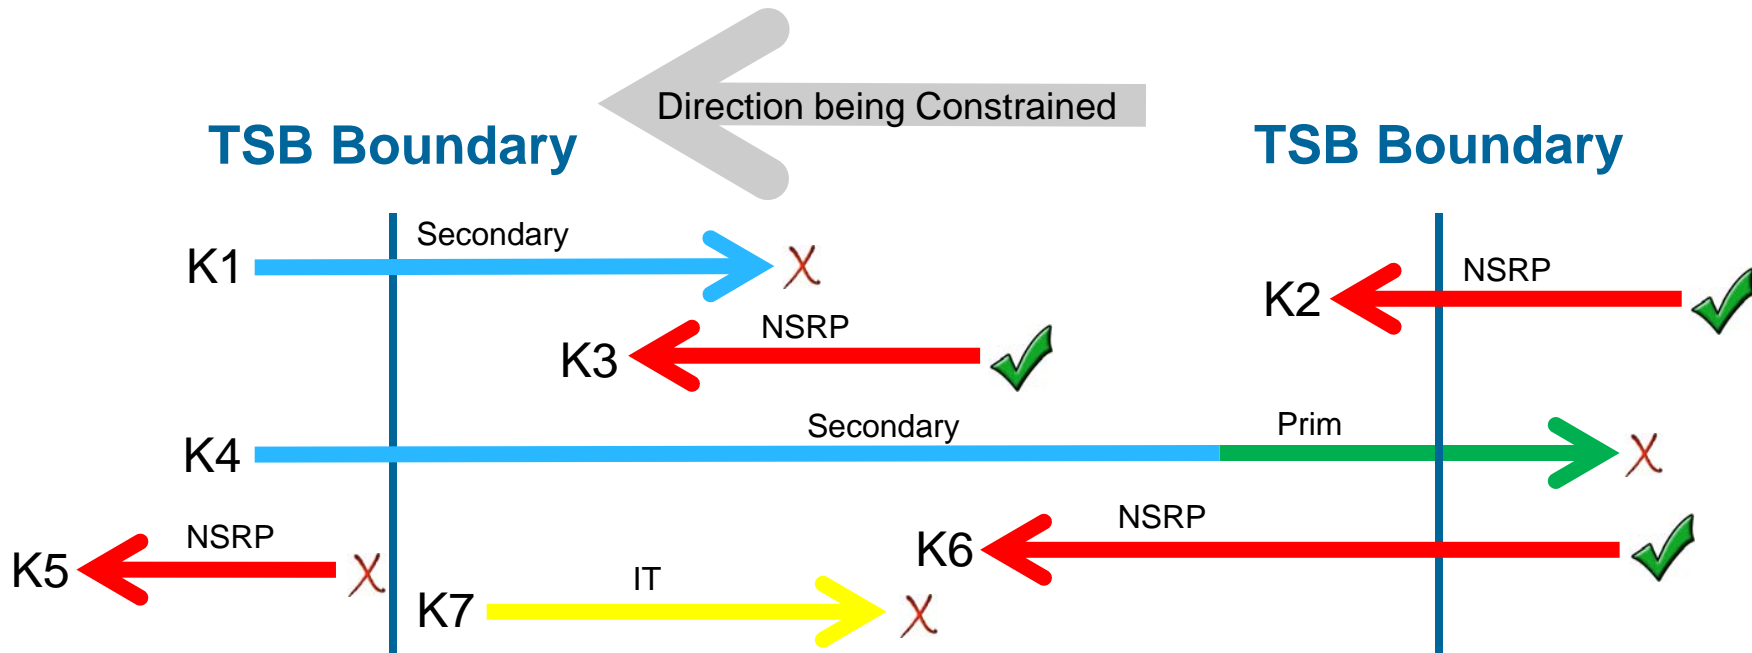 Direction being Constrained
TSB Boundary
TSB Boundary
K1
Secondary
K2
NSRP
K3
NSRP
K4
Secondary
Prim
K5
NSRP
K6
NSRP
K7
IT